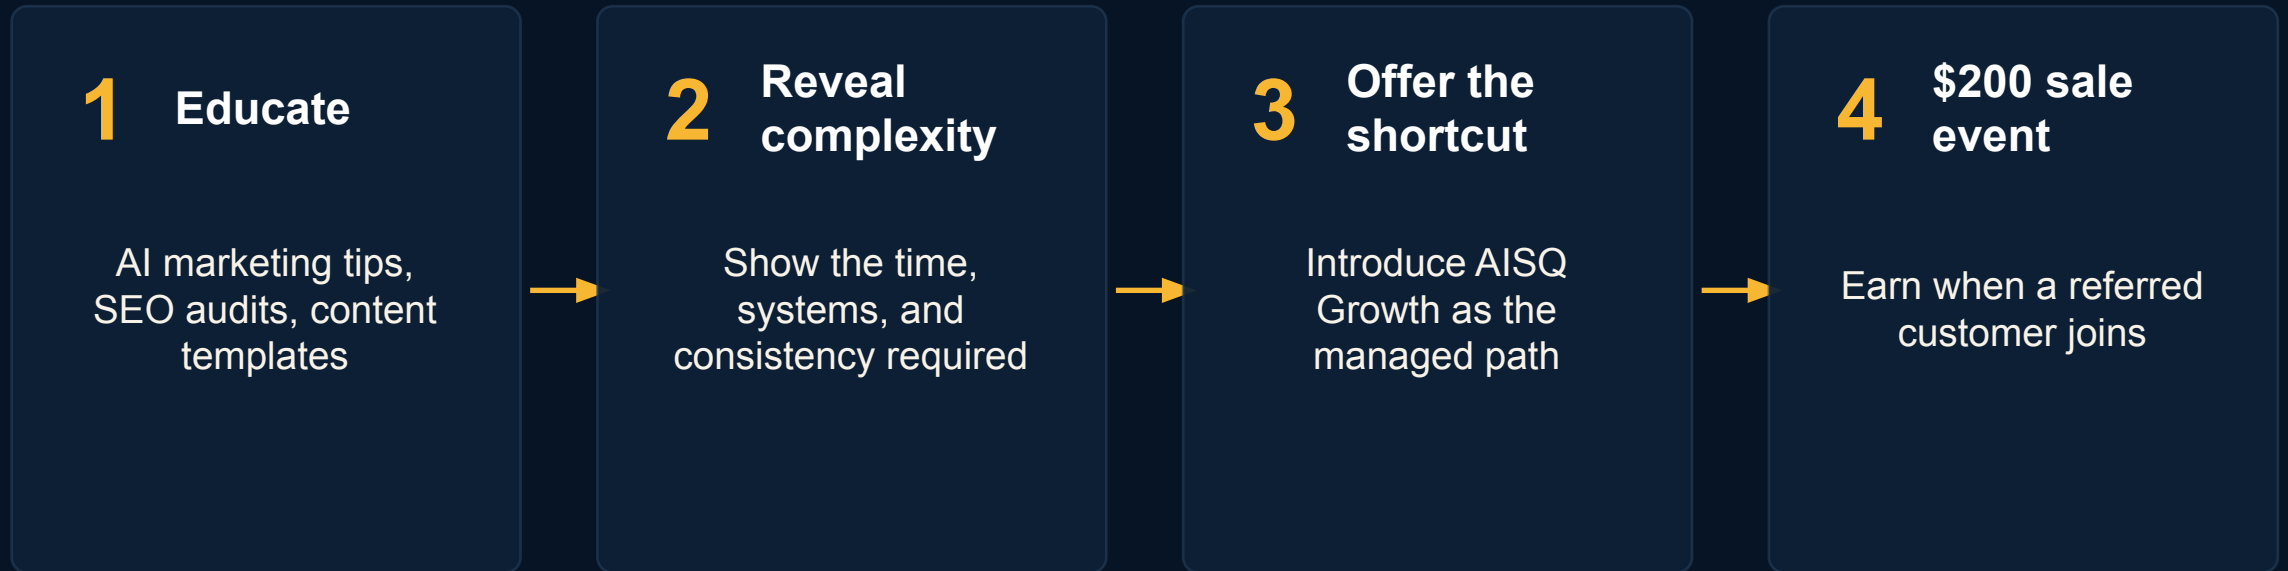 1
Educate
AI marketing tips,
SEO audits, content
templates
2
Reveal
complexity
Show the time,
systems, and
consistency required
3
Offer the
shortcut
Introduce AISQ
Growth as the
managed path
4
$200 sale
event
Earn when a referred
customer joins